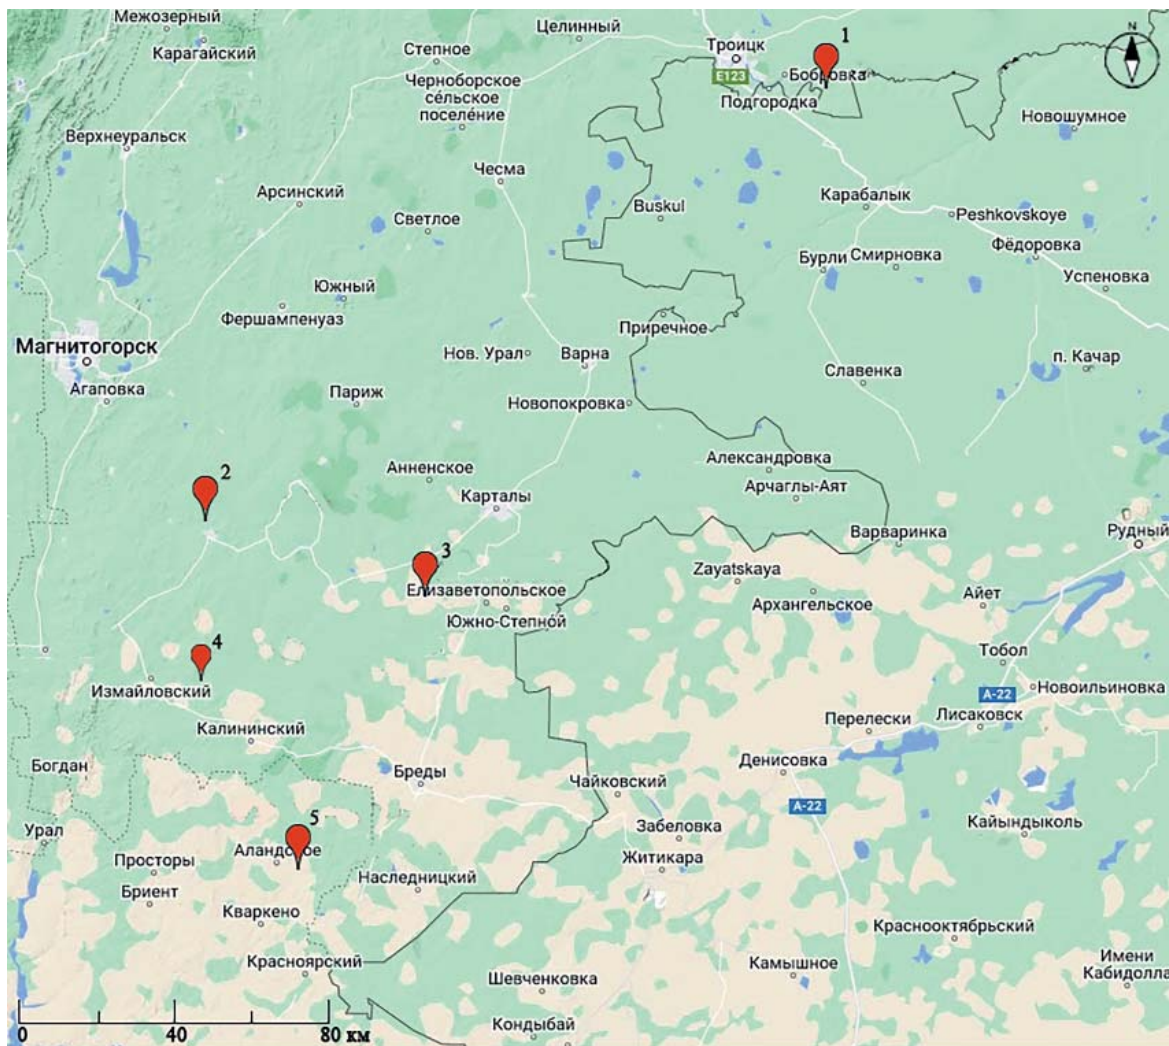 Межозерный
Карагайский
Целинный
Степное
Троицк
1
N
E123
Бобровка
Подгородка
Черноборское
се́льское
поселе́ние
Новошумное
Верхнеуральск
Чесма
Арсинский
Светлое
Buskul
Карабалык
Peshkovskoye
Фёдоровка
Бурли
Смирновка
Успеновка
Южный
Фершампенуаз
Приречное
Магнитогорск
Агаповка
Нов. Урал
Варна
п. Качар
Славенка
Париж
Новопокровка
Александровка
Арчаглы-Аят
Анненское
2
Карталы
Варваринка
Рудный
3
Елизаветопольское
Южно-Степной
Zayatskaya
Архангельское
Айет
4
Тобол
Измайловский
A-22
Новоильиновка
Калининский
Перелески
Лисаковск
Богдан
Бреды
Чайковский
Денисовка
A-22
5
Урал
Аландское
Забеловка
Кайындыколь
Просторы
Житикара
Бриент
Наследницкий
Кваркено
Краснооктябрьский
Красноярский
Шевченковка
Камышное
Имени
Кабидолла
0
40
80 км
Кондыбай